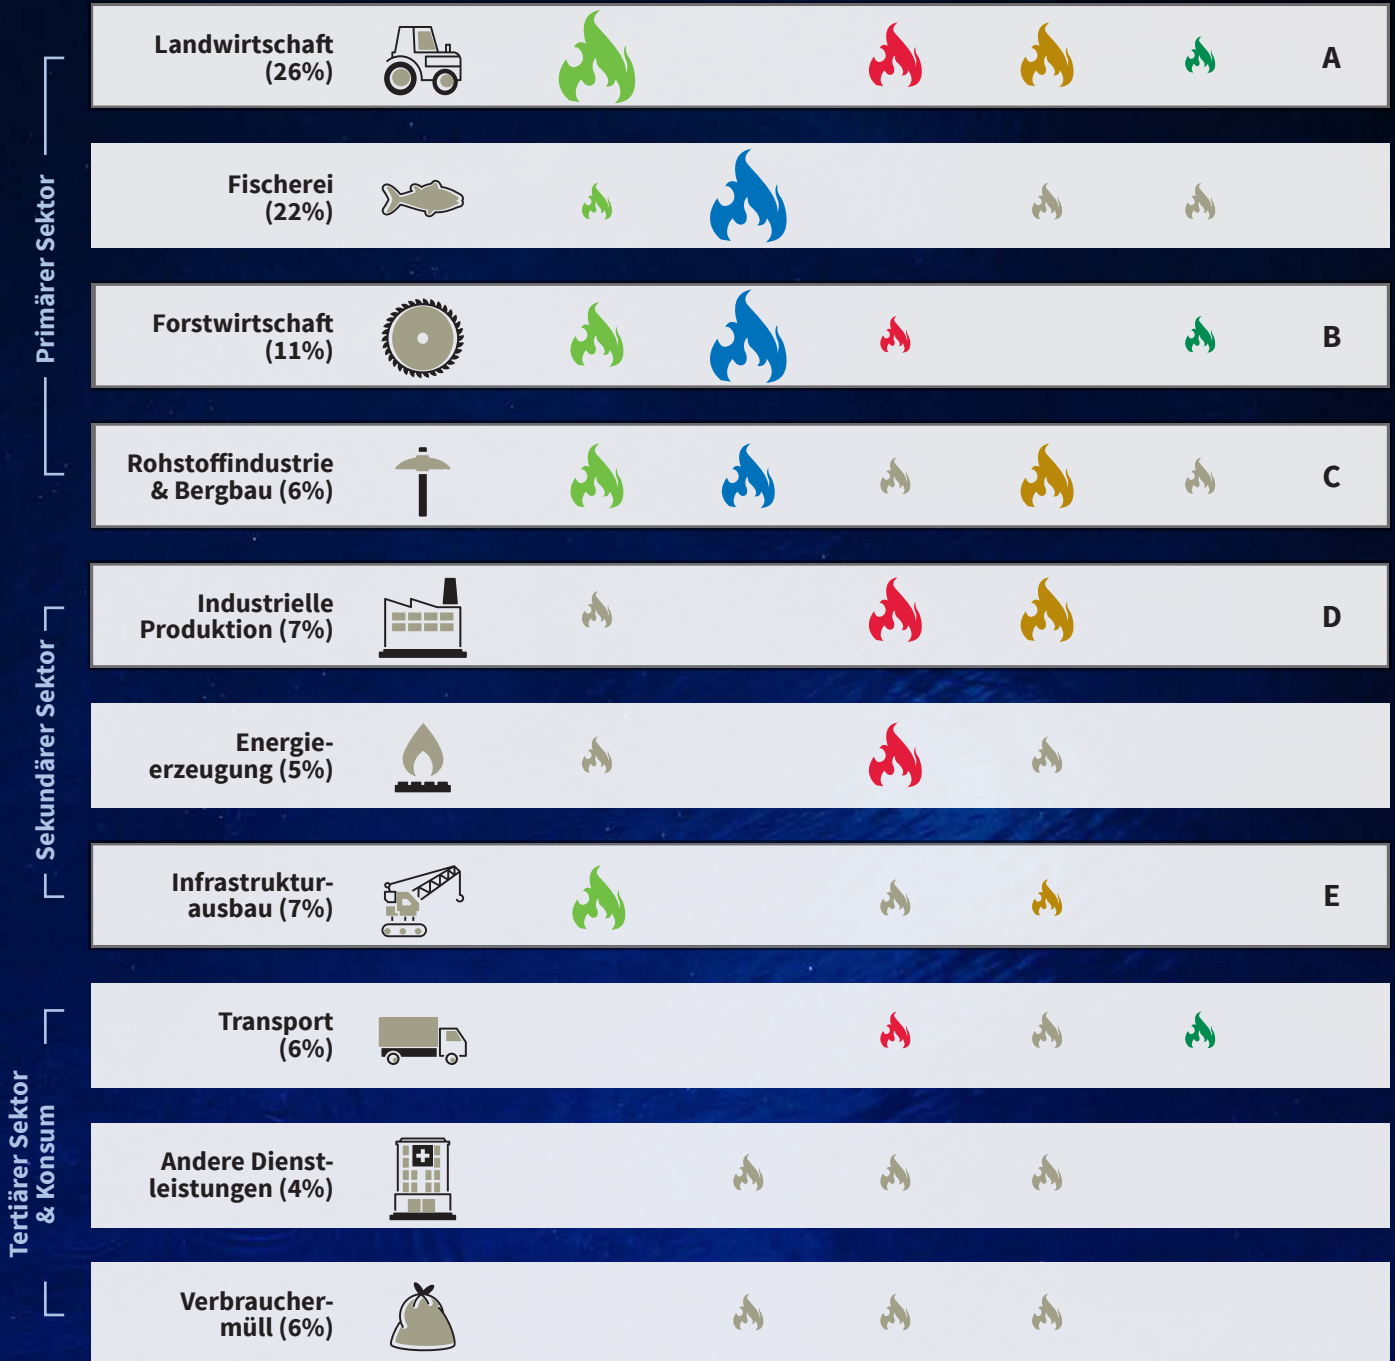 Primärer Sektor
Landwirtschaft
(26%)
A
Fischerei
(22%)
Forstwirtschaft
(11%)
B
Rohstoffindustrie
& Bergbau (6%)
C
Sekundärer Sektor
Industrielle
Produktion (7%)
D
Energie-
erzeugung (5%)
Infrastruktur-
ausbau (7%)
E
Tertiärer Sektor
& Konsum
Transport
(6%)
Andere Dienst-
leistungen (4%)
Verbraucher-
müll (6%)